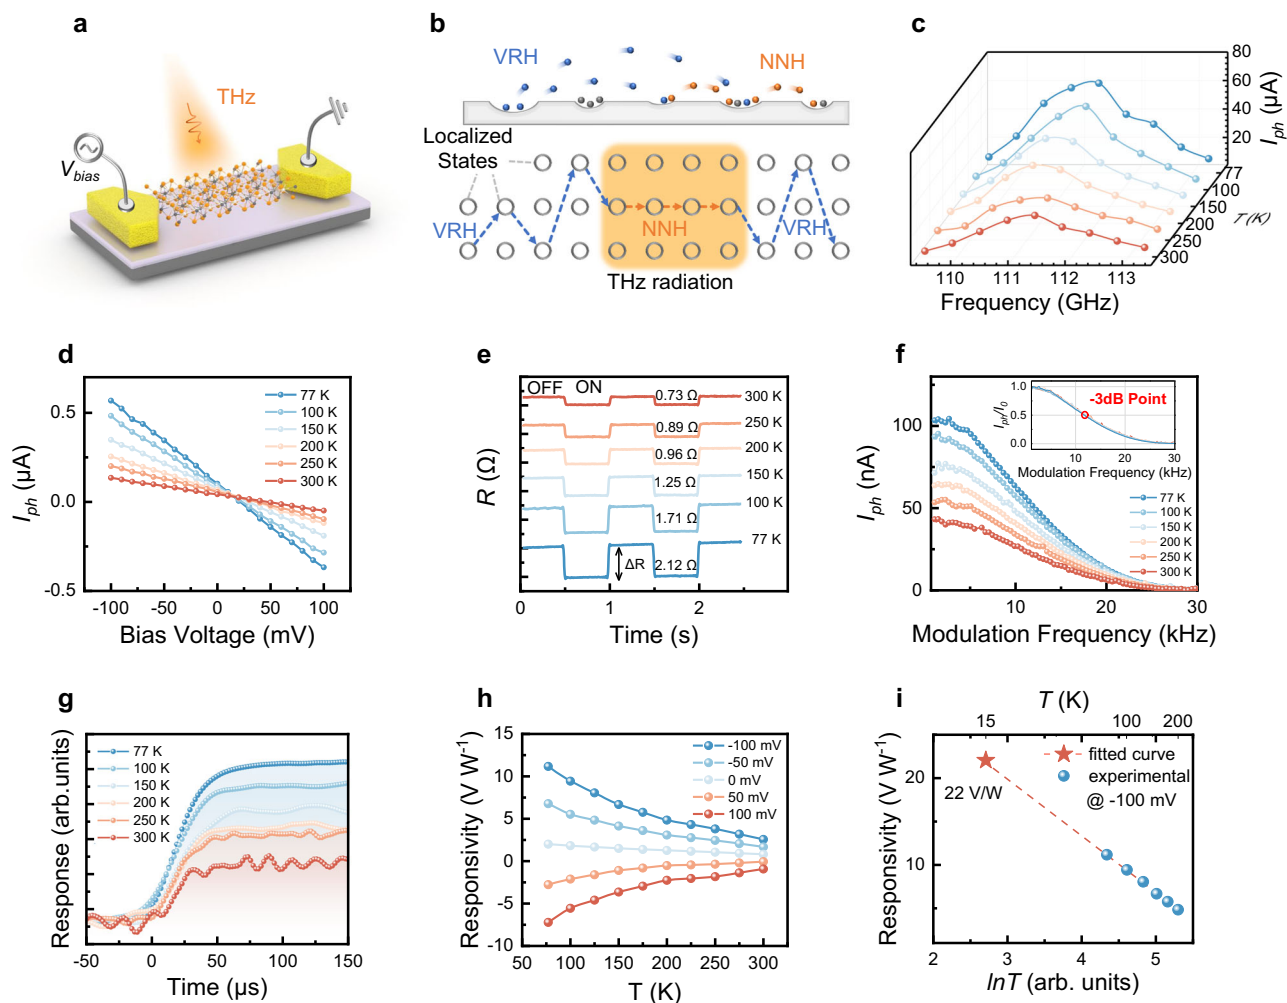 a
THz
V_bias
b
VRH
NNH
Localized
States
VRH
NNH
VRH
THz radiation
c
80
60
40
20
I_ph (μA)
77
100
150
200
250
300
T (K)
110
111
112
113
Frequency (GHz)
d
0.5
0.0
-0.5
I_ph (μA)
77 K
100 K
150 K
200 K
250 K
300 K
-100
-50
0
50
100
Bias Voltage (mV)
e
OFF
ON
R (Ω)
0.73 Ω
300 K
0.89 Ω
250 K
0.96 Ω
200 K
1.25 Ω
150 K
1.71 Ω
100 K
2.12 Ω
77 K
ΔR
0
1
2
Time (s)
f
100
50
0
I_ph (nA)
1.0
0.5
0.0
I_ph/I_0
-3dB Point
10
20
30
Modulation Frequency (kHz)
77 K
100 K
150 K
200 K
250 K
300 K
10
20
30
Modulation Frequency (kHz)
g
Response (arb.units)
77 K
100 K
150 K
200 K
250 K
300 K
-50
0
50
100
150
Time (μs)
h
15
10
5
0
-5
-10
Responsivity (V W⁻¹)
-100 mV
-50 mV
0 mV
50 mV
100 mV
50
100
150
200
250
300
T (K)
i
T (K)
15
100
200
20
10
Responsivity (V W⁻¹)
22 V/W
fitted curve
experimental
@ -100 mV
2
3
4
5
lnT (arb. units)